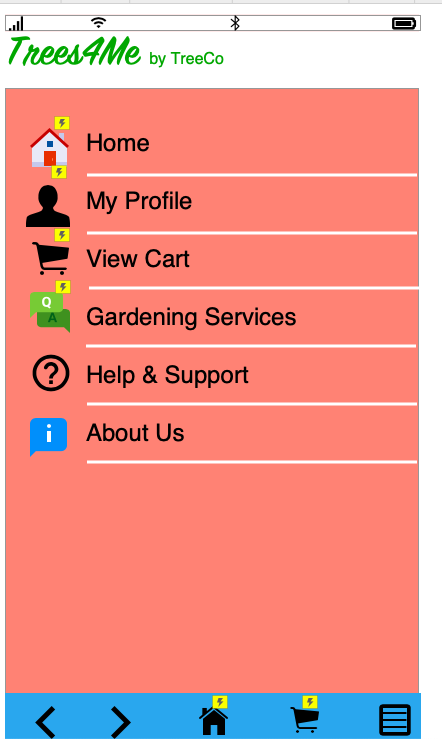 Trees4Me by TreeCo
Home
My Profile
View Cart
Q
A
Gardening Services
Help & Support
About Us